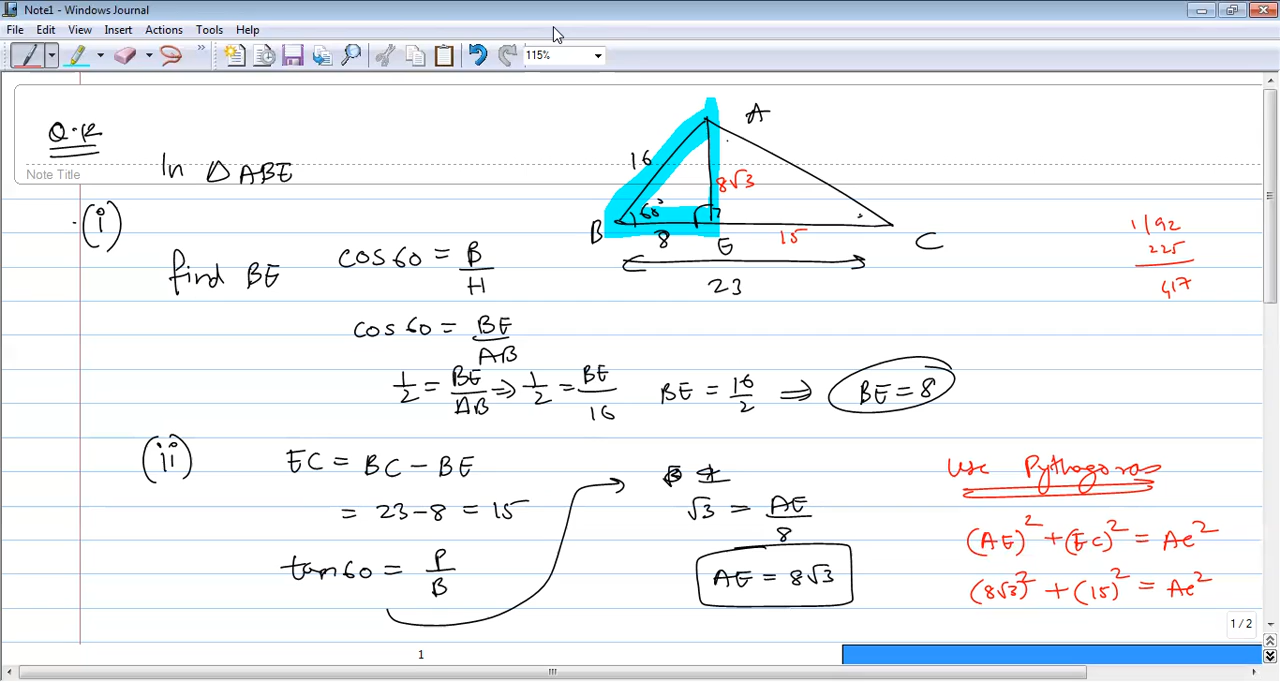 Note1 - Windows Journal
File Edit View Insert Actions Tools Help
115%
Q.12
Note Title
In △ABE
A
16
8√3
60°
B
8
E
15
C
23
1192
225
417
(i)
find BE
cos 60 = B/H
cos 60 = BE/AB
1/2 = BE/AB ⇒ 1/2 = BE/16 BE = 16/2 ⇒ BE = 8
(ii) EC = BC - BE
= 23 - 8 = 15
tan 60 = P/B
√3 = AE/8
AE = 8√3
Use Pythagoras
(AE)² + (EC)² = Ac²
(8√3)² + (15)² = Ac²
1 / 2
1